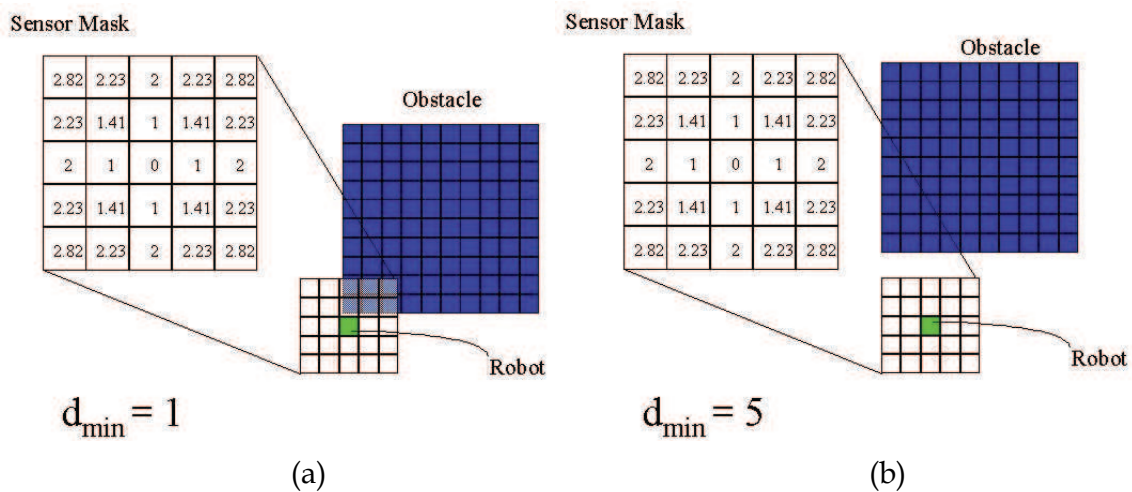 Sensor Mask
2.82 2.23 2 2.23 2.82
2.23 1.41 1 1.41 2.23
2 1 0 1 2
2.23 1.41 1 1.41 2.23
2.82 2.23 2 2.23 2.82
Obstacle
Robot
d_min = 1
(a)
Sensor Mask
2.82 2.23 2 2.23 2.82
2.23 1.41 1 1.41 2.23
2 1 0 1 2
2.23 1.41 1 1.41 2.23
2.82 2.23 2 2.23 2.82
Obstacle
Robot
d_min = 5
(b)